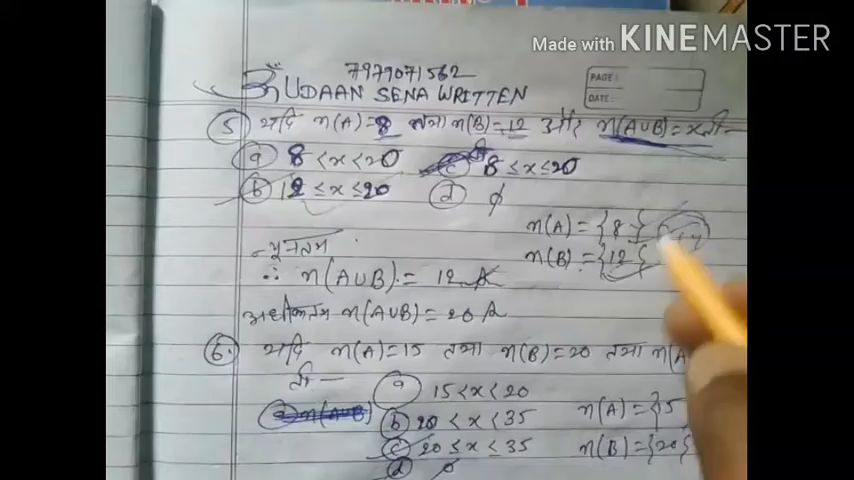 Made with KINEMASTER
7979071562
PAGE:
DATE:
UDAAN SENA WRITTEN
5 यदि n(A)=8 तथा n(B)=12 और n(A∪B)=x तो—
a 8<x<20 c 8≤x≤20
b 12≤x≤20 d ϕ
n(A)={8}
न्यूनतम n(B)={12}
∴ n(A∪B)=12
अधिकतम n(A∪B)=20
6. यदि n(A)=15 तथा n(B)=20 तथा n(A
तो— a 15<x<20
b 20<x<35 n(A)={15
c 20≤x≤35 n(B)={20}
d ϕ